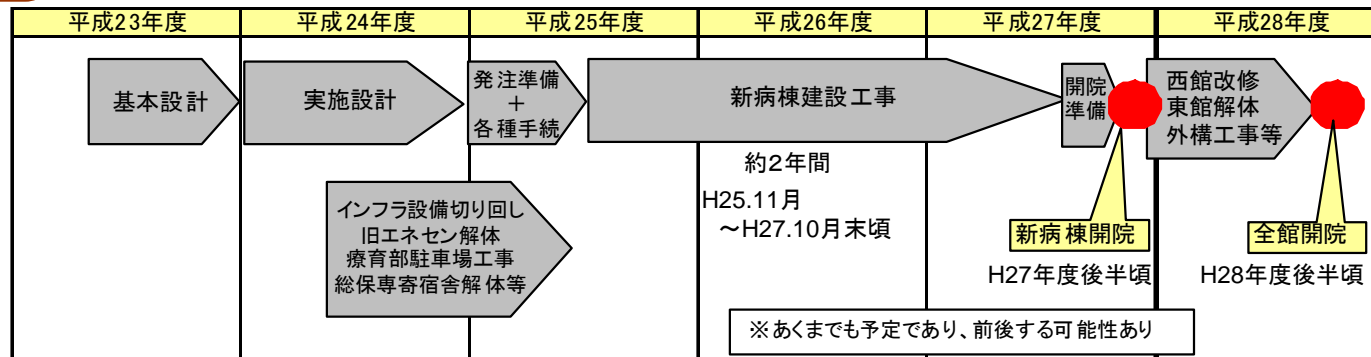 平成23年度
平成24年度
平成25年度
平成26年度
平成27年度
平成28年度
基本設計
実施設計
発注準備
+
各種手続
新病棟建設工事
開院
準備
西館改修
東館解体
外構工事等
約2年間
H25.11月
～H27.10月末頃
インフラ設備切り回し
旧エネセン解体
療育部駐車場工事
総保専寄宿舎解体等
新病棟開院
H27年度後半頃
全館開院
H28年度後半頃
※あくまでも予定であり、前後する可能性あり